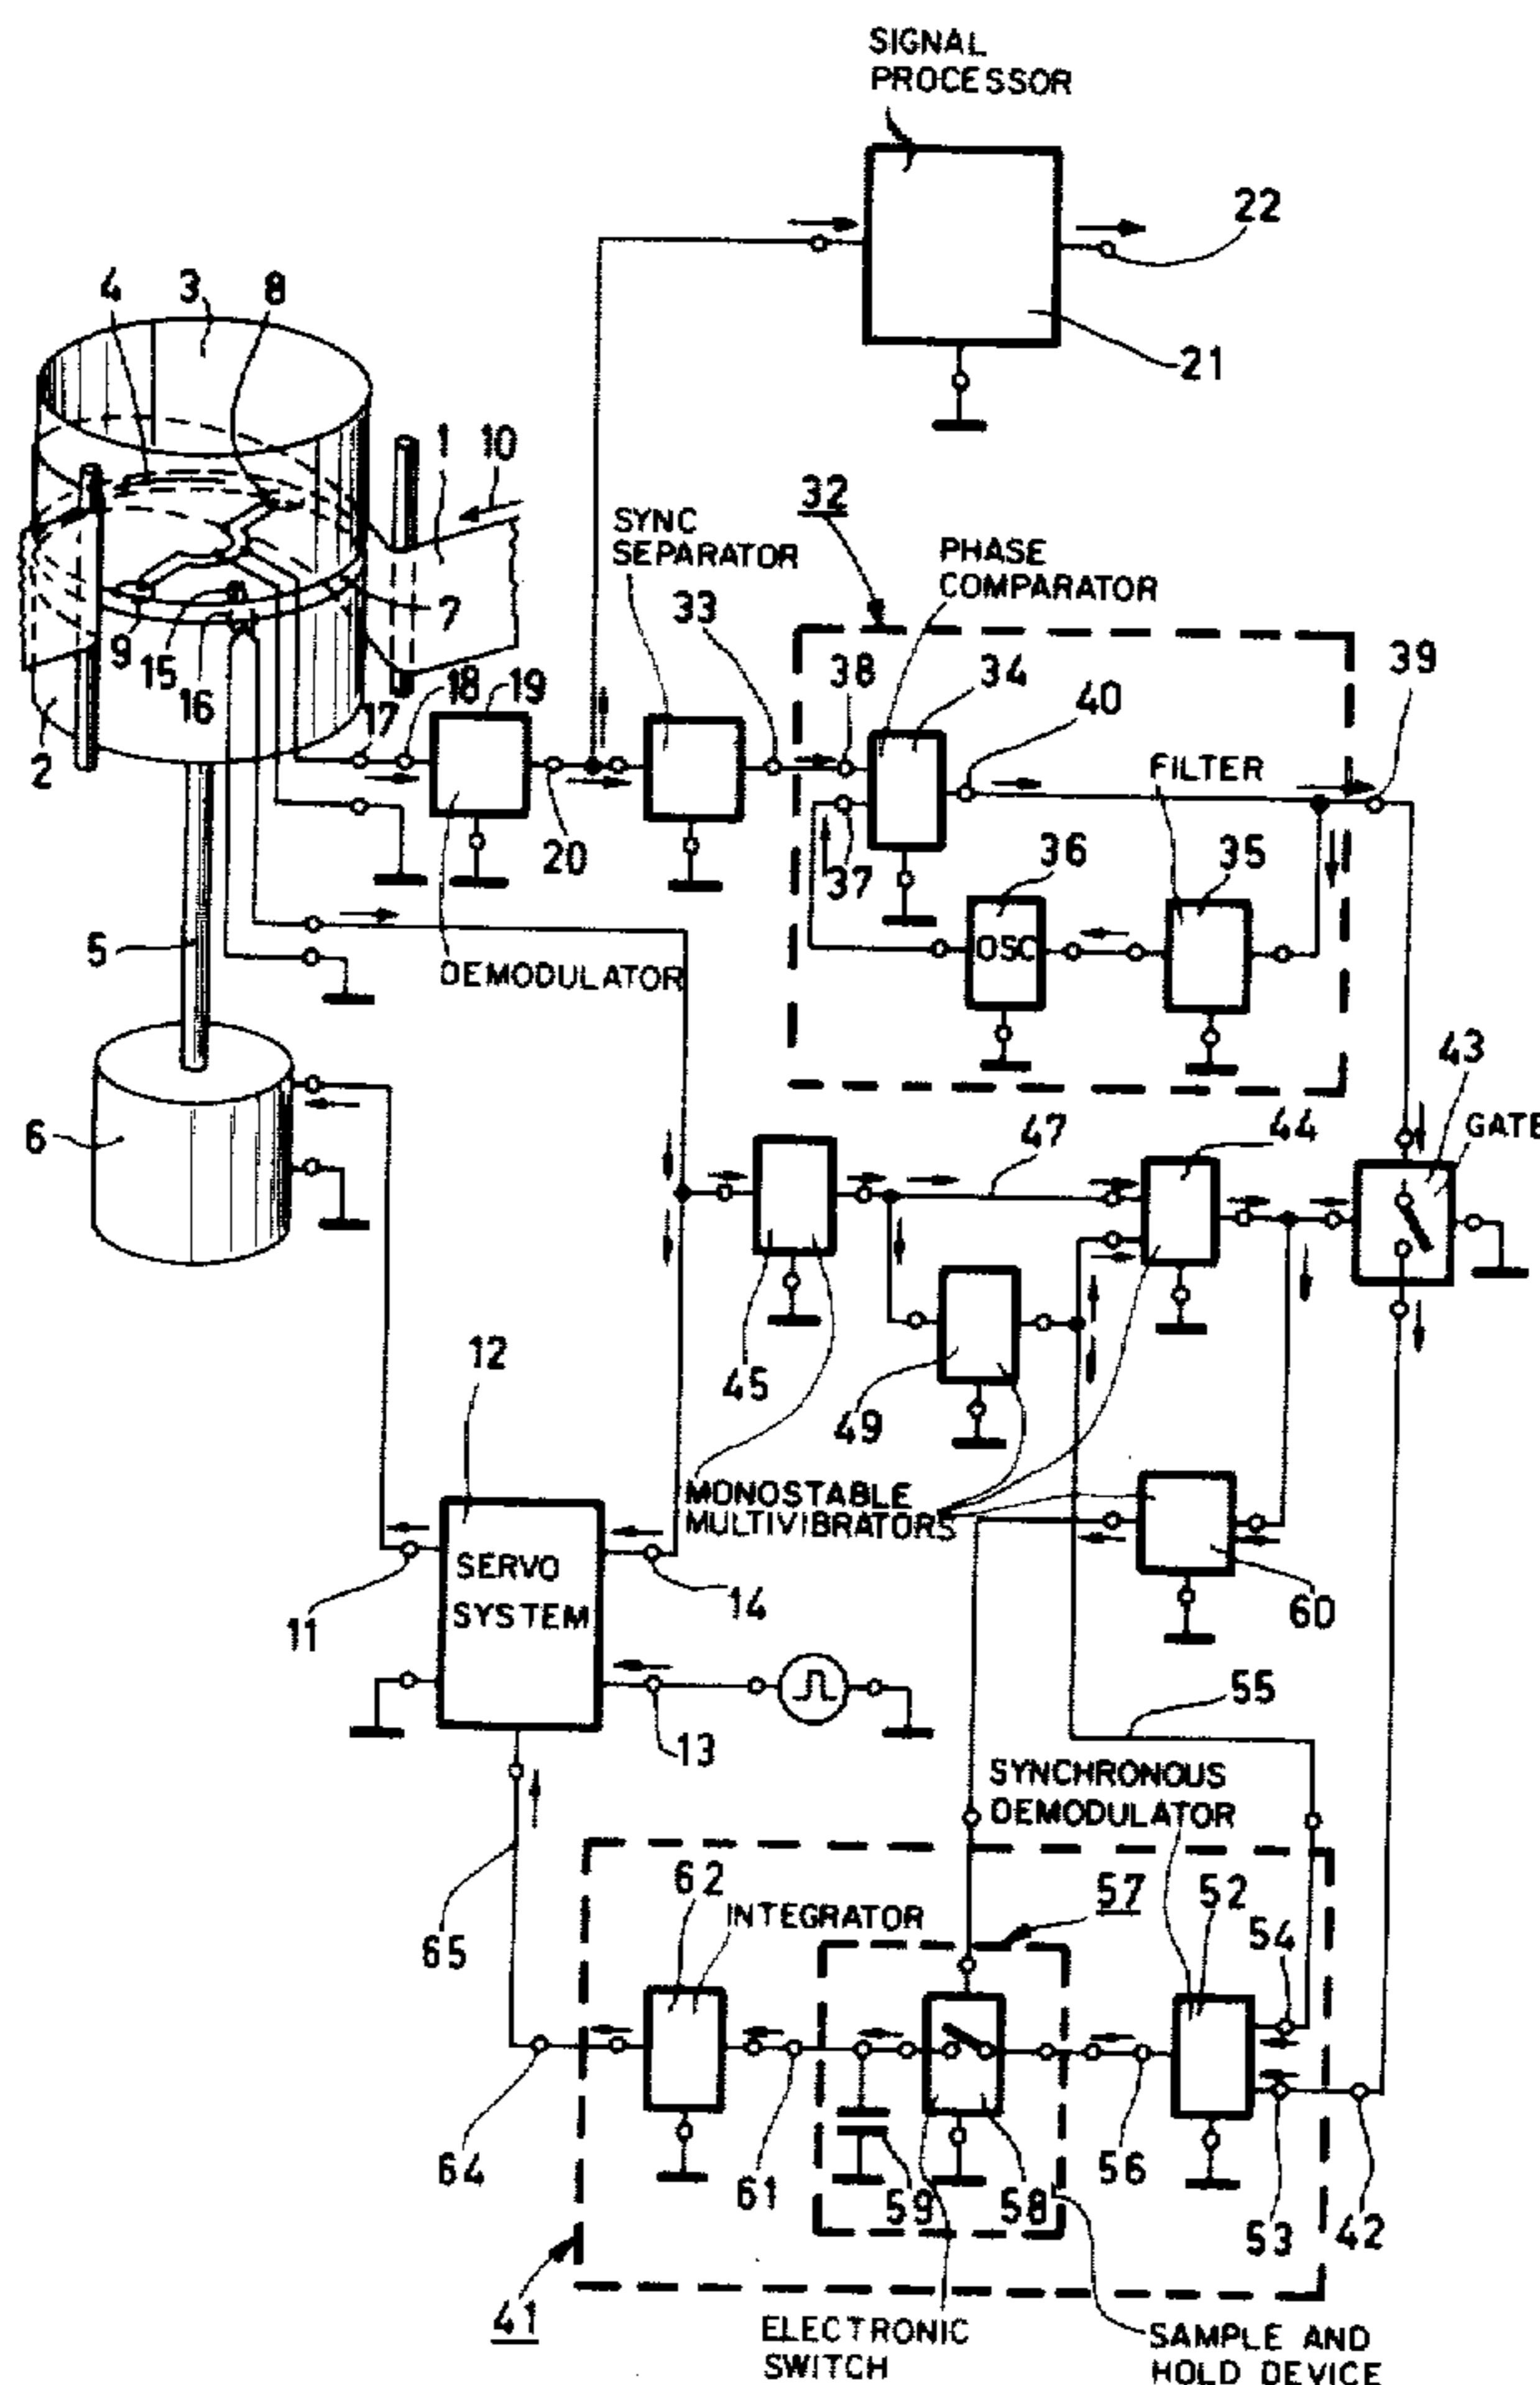 SIGNAL
PROCESSOR
22
21
4 3 8
1 10
32
SYNC
SEPARATOR
PHASE
COMPARATOR
33
38 34 40 39
7
9 15 16
2
17 18 19
20
37
FILTER
36 35
OSC
5
DEMODULATOR
6
43
GATE
47 44
45
49
12
MONOSTABLE
MULTIVIBRATORS
SERVO
SYSTEM
11 14
60
13
55
SYNCHRONOUS
DEMODULATOR
62
INTEGRATOR
57
52
54
65
64
61
59 58
56
53 42
41
ELECTRONIC
SWITCH
SAMPLE AND
HOLD DEVICE